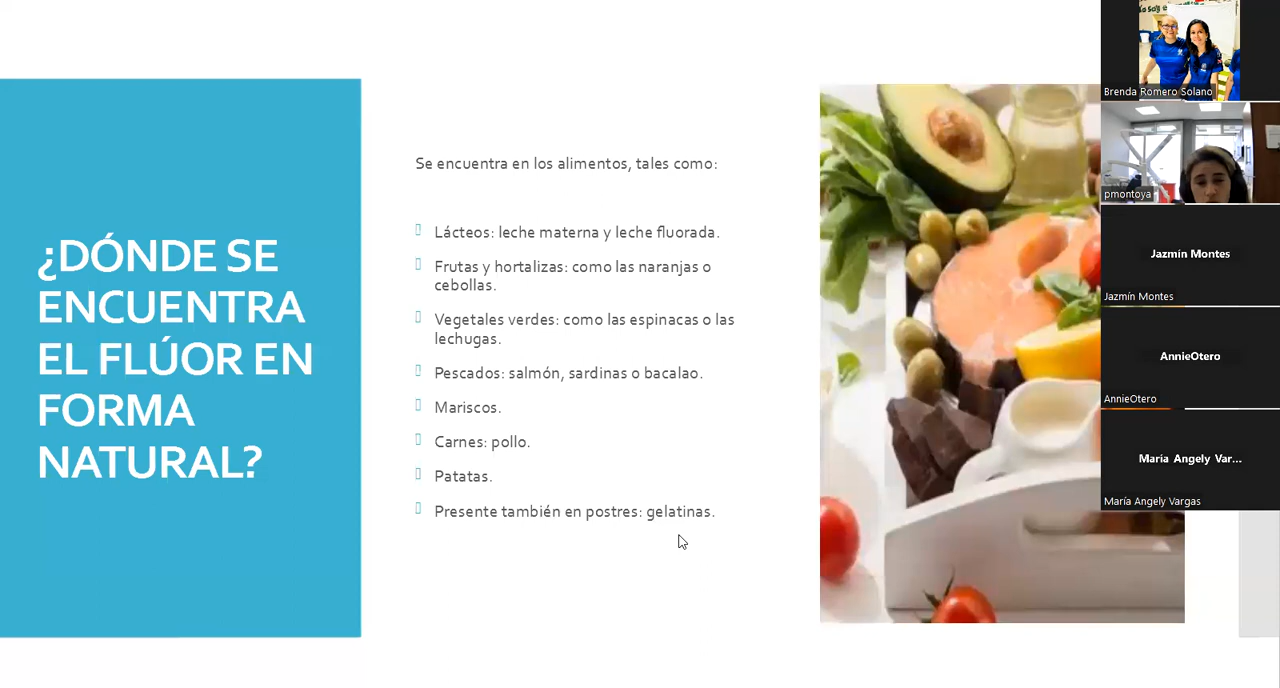 ¿DÓNDE SE
ENCUENTRA
EL FLÚOR EN
FORMA
NATURAL?
Se encuentra en los alimentos, tales como:
Lácteos: leche materna y leche fluorada.
Frutas y hortalizas: como las naranjas o
cebollas.
Vegetales verdes: como las espinacas o las
lechugas.
Pescados: salmón, sardinas o bacalao.
Mariscos.
Carnes: pollo.
Patatas.
Presente también en postres: gelatinas.
Brenda Romero Solano
pmontoya
Jazmín Montes
Jazmín Montes
AnnieOtero
AnnieOtero
María Angely Var...
María Angely Vargas